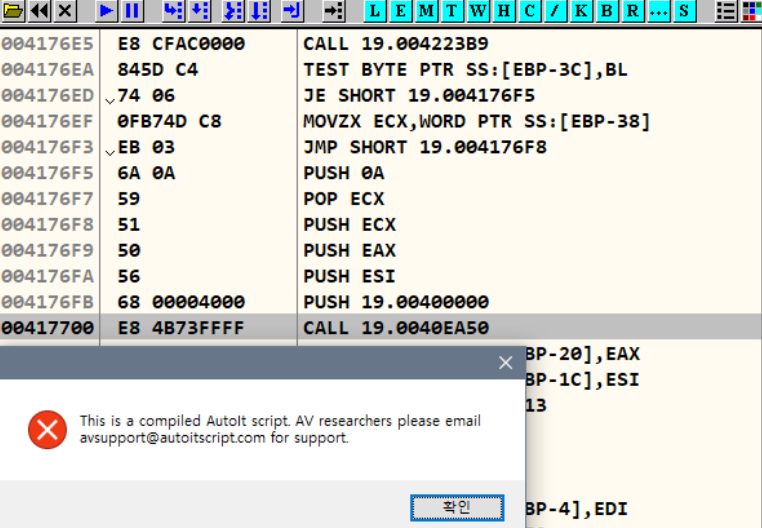 L E M T W H C / K B R ... S
004176E5 E8 CFAC0000 CALL 19.004223B9
004176EA 845D C4 TEST BYTE PTR SS:[EBP-3C],BL
004176ED 74 06 JE SHORT 19.004176F5
004176EF 0FB74D C8 MOVZX ECX,WORD PTR SS:[EBP-38]
004176F3 EB 03 JMP SHORT 19.004176F8
004176F5 6A 0A PUSH 0A
004176F7 59 POP ECX
004176F8 51 PUSH ECX
004176F9 50 PUSH EAX
004176FA 56 PUSH ESI
004176FB 68 00004000 PUSH 19.00400000
00417700 E8 4B73FFFF CALL 19.0040EA50
BP-20],EAX
BP-1C],ESI
13
This is a compiled AutoIt script. AV researchers please email
avsupport@autoitscript.com for support.
확인
BP-4],EDI